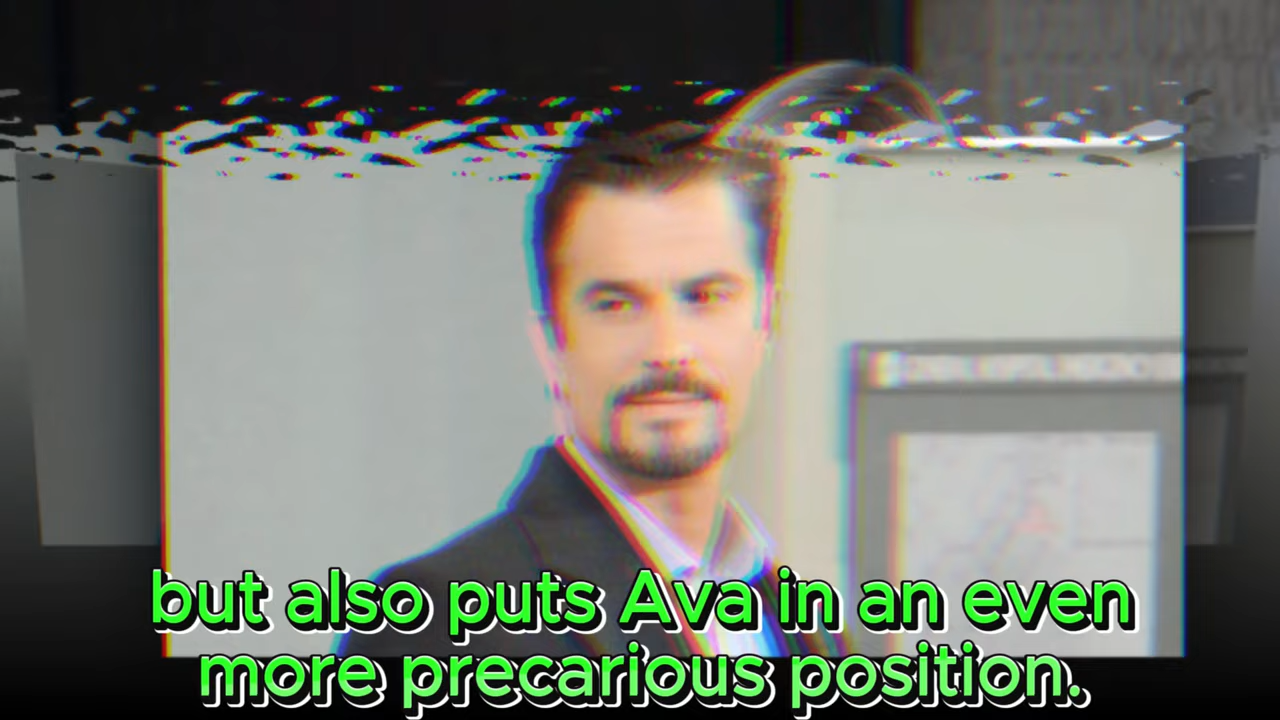 but also puts Ava in an even
more precarious position.